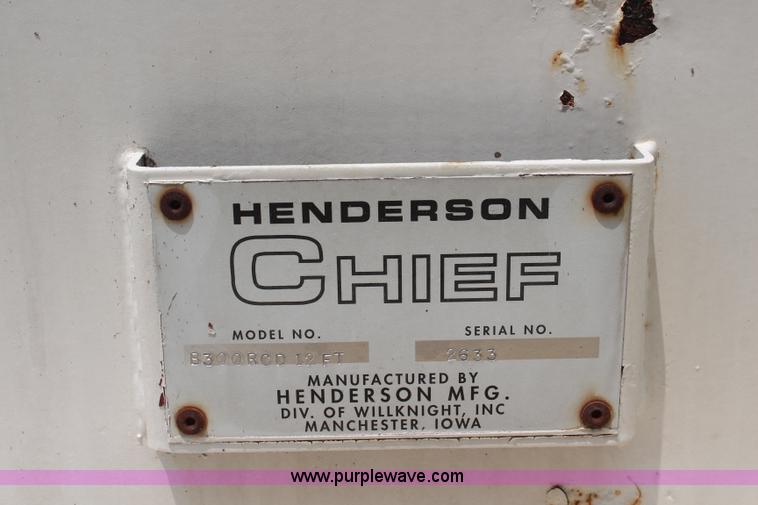 HENDERSON
CHIEF
MODEL NO. SERIAL NO.
B300RCD 12 FT 2633
MANUFACTURED BY
HENDERSON MFG.
DIV. OF WILLKNIGHT, INC
MANCHESTER, IOWA
www.purplewave.com